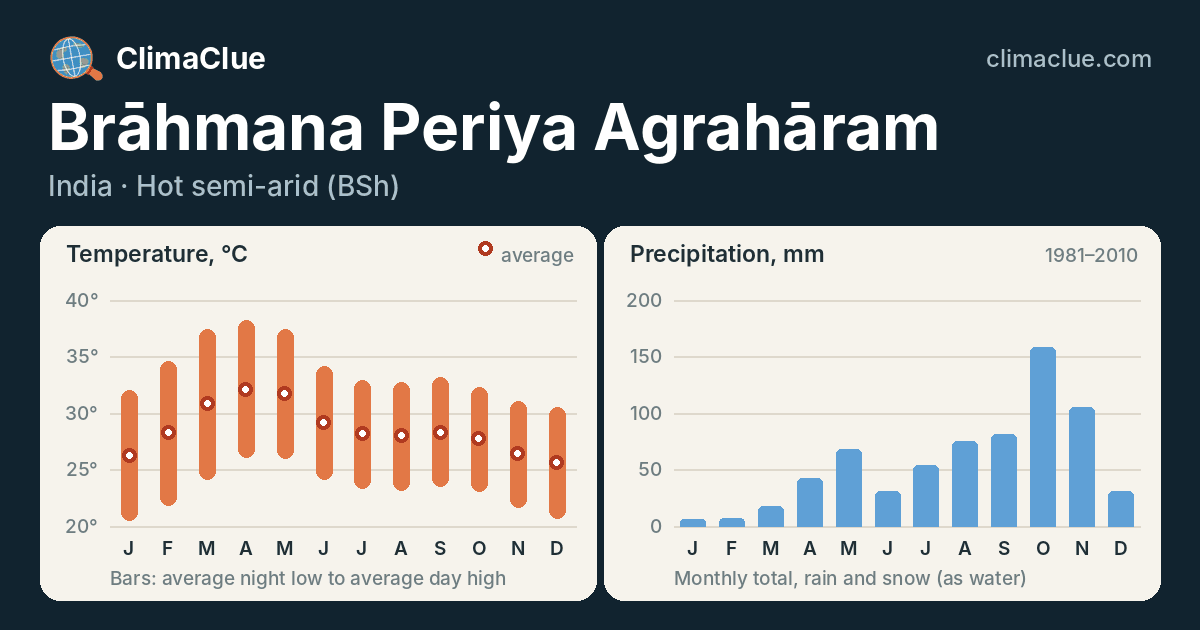 ClimaClue
climaclue.com
Brāhmana Periya Agrahāram
India · Hot semi-arid (BSh)
Temperature, °C
average
40°
35°
30°
25°
20°
J F M A M J J A S O N D
Bars: average night low to average day high
Precipitation, mm
1981–2010
200
150
100
50
0
J F M A M J J A S O N D
Monthly total, rain and snow (as water)